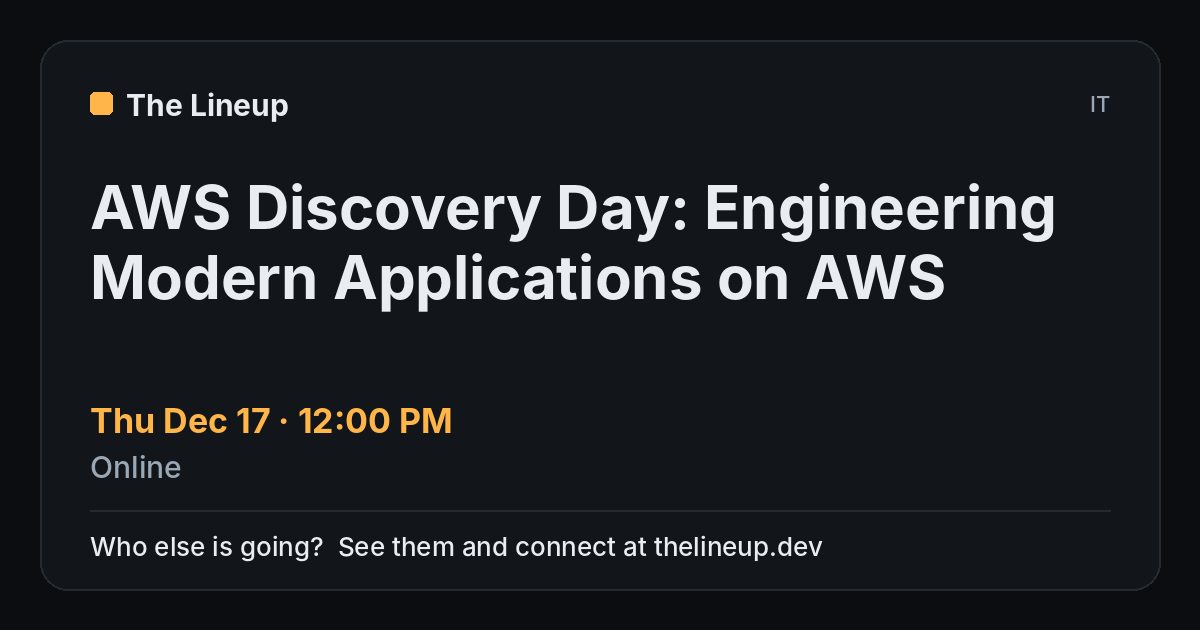 The Lineup
IT
AWS Discovery Day: Engineering
Modern Applications on AWS
Thu Dec 17 · 12:00 PM
Online
Who else is going? See them and connect at thelineup.dev